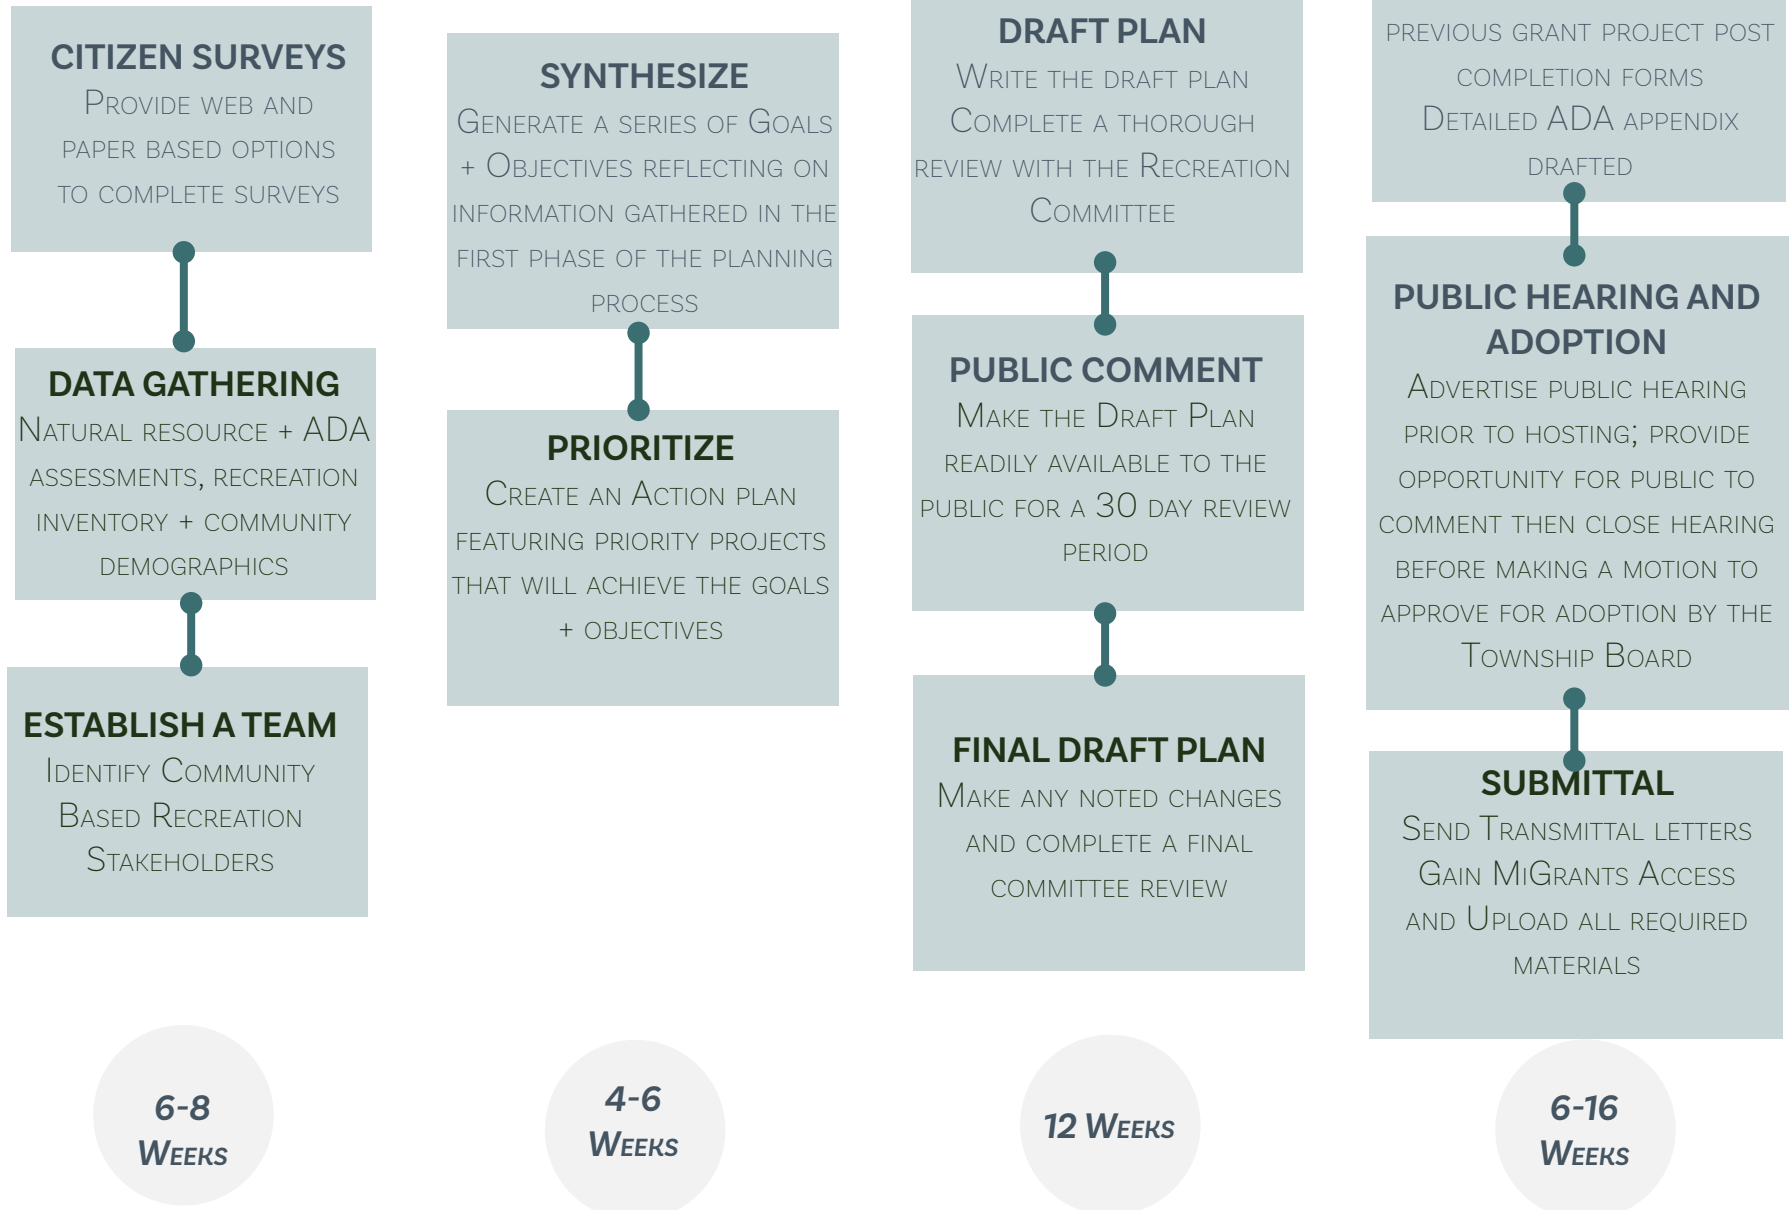 CITIZEN SURVEYS
Provide web and
paper based options
to complete surveys
DATA GATHERING
Natural resource + ADA
assessments, recreation
inventory + community
demographics
ESTABLISH A TEAM
Identify Community
Based Recreation
Stakeholders
6-8
Weeks
SYNTHESIZE
Generate a series of Goals
+ Objectives reflecting on
information gathered in the
first phase of the planning
process
PRIORITIZE
Create an Action plan
featuring priority projects
that will achieve the goals
+ objectives
4-6
Weeks
DRAFT PLAN
Write the draft plan
Complete a thorough
review with the Recreation
Committee
PUBLIC COMMENT
Make the Draft Plan
readily available to the
public for a 30 day review
period
FINAL DRAFT PLAN
Make any noted changes
and complete a final
committee review
12 Weeks
previous grant project post
completion forms
Detailed ADA appendix
drafted
PUBLIC HEARING AND
ADOPTION
Advertise public hearing
prior to hosting; provide
opportunity for public to
comment then close hearing
before making a motion to
approve for adoption by the
Township Board
SUBMITTAL
Send Transmittal letters
Gain MiGrants Access
and Upload all required
materials
6-16
Weeks